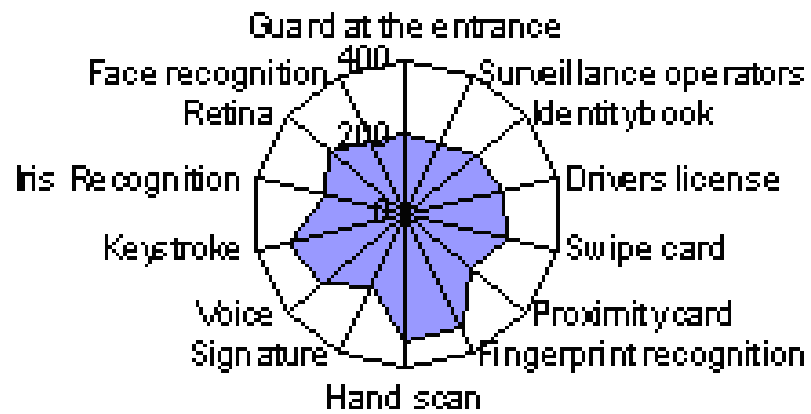 Guard at the entrance
400
Face recognition
Surveillance operators
Retina
Identitybook
200
Iris Recognition
Drivers license
0
Keystroke
Swipe card
Voice
Proximitycard
Signature
Fingerprint recognition
Hand scan